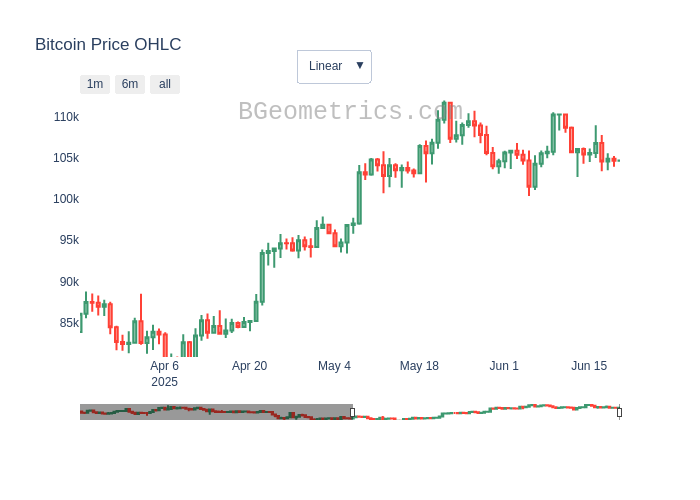 Bitcoin Price OHLC
Linear ▼
1m 6m all
BGeometrics.com
110k
105k
100k
95k
90k
85k
Apr 6 Apr 20 May 4 May 18 Jun 1 Jun 15
2025